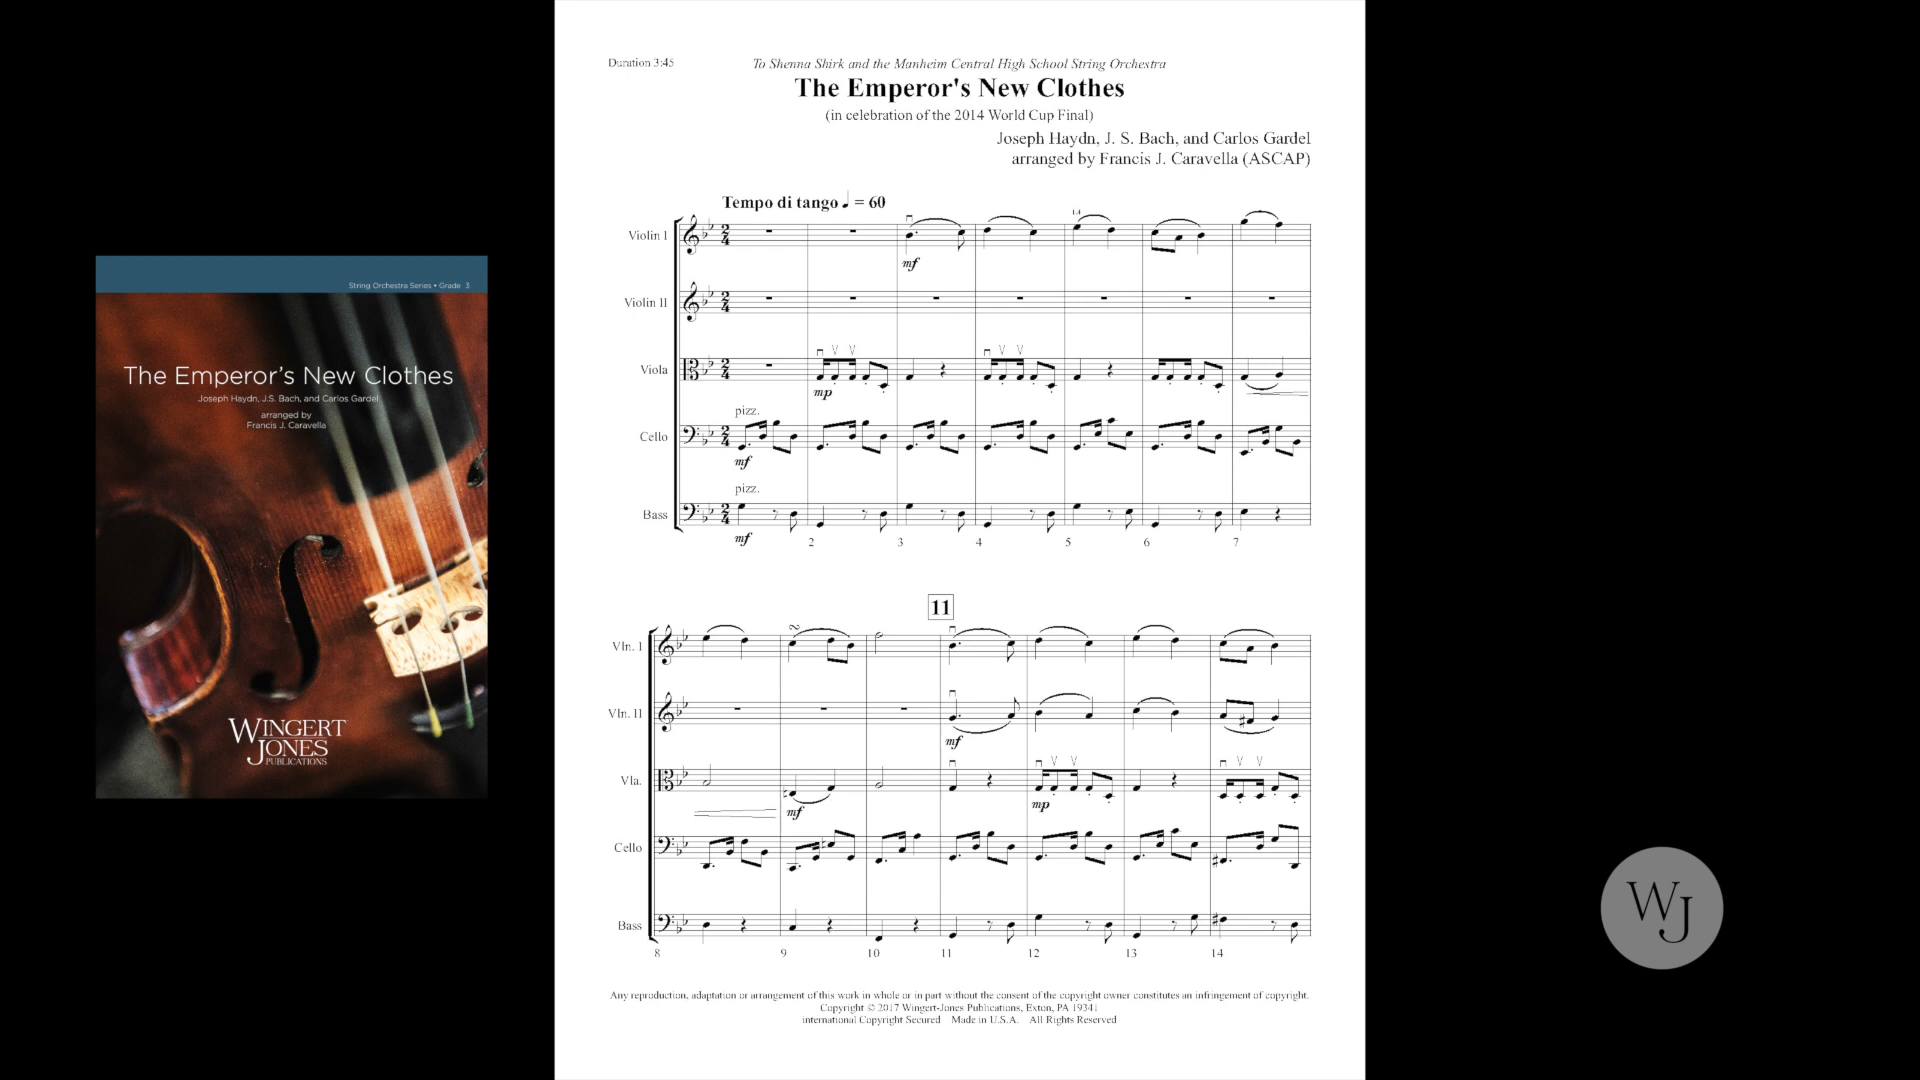 String Orchestra Series • Grade 3
The Emperor's New Clothes
Joseph Haydn, J.S. Bach, and Carlos Gardel
arranged by
Francis J. Caravella
WINGERT
JONES
PUBLICATIONS
Duration 3:45
To Shenna Shirk and the Manheim Central High School String Orchestra
The Emperor's New Clothes
(in celebration of the 2014 World Cup Final)
Joseph Haydn, J. S. Bach, and Carlos Gardel
arranged by Francis J. Caravella (ASCAP)
Tempo di tango ♩ = 60
Violin I
mf
Violin II
Viola
mp
pizz.
Cello
mf
pizz.
Bass
mf
2 3 4 5 6 7
11
Vln. I
Vln. II
mf
Vla.
mf mp
Cello
Bass
8 9 10 11 12 13 14
Any reproduction, adaptation or arrangement of this work in whole or in part without the consent of the copyright owner constitutes an infringement of copyright.
Copyright © 2017 Wingert-Jones Publications, Exton, PA 19341
international Copyright Secured Made in U.S.A. All Rights Reserved
WJ